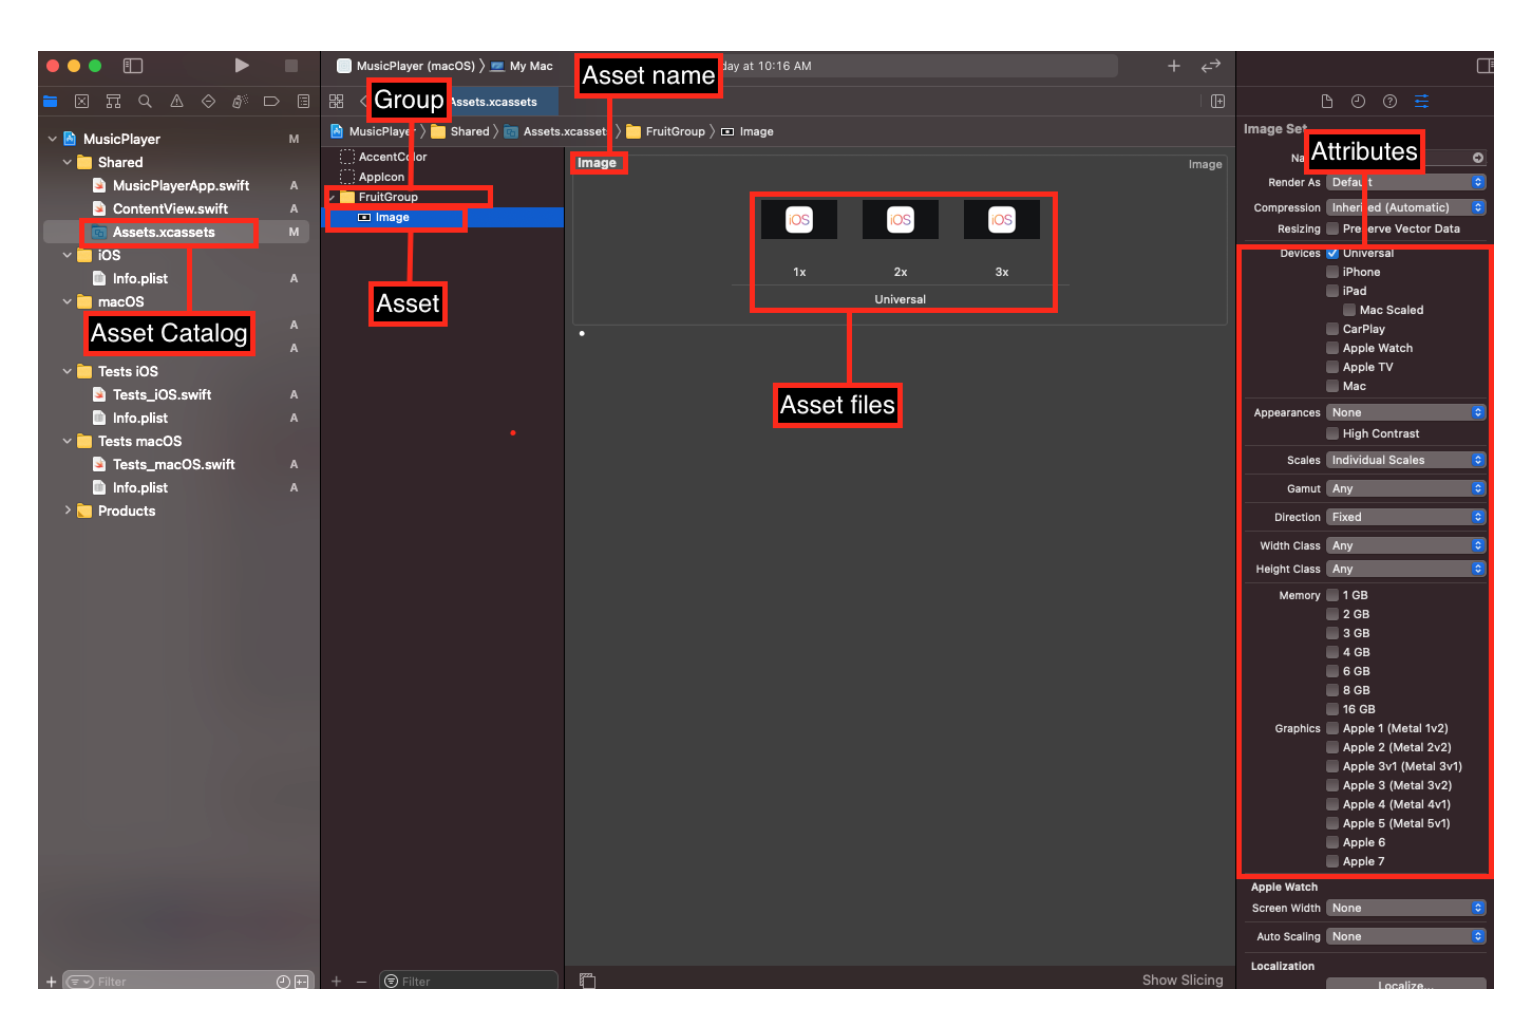 MusicPlayer (macOS) 〉 My Mac
day at 10:16 AM
Asset name
Group
Assets.xcassets
MusicPlayer M
Shared
MusicPlayerApp.swift A
ContentView.swift A
Assets.xcassets M
iOS
Info.plist A
macOS
A
Asset Catalog
A
Tests iOS
Tests_iOS.swift A
Info.plist A
Tests macOS
Tests_macOS.swift A
Info.plist A
Products
Filter
MusicPlayer 〉 Shared 〉 Assets.xcassets 〉 FruitGroup 〉 Image
AccentColor
AppIcon
FruitGroup
Image
Asset
Filter
Image
Image
iOS iOS iOS
1x 2x 3x
Universal
Asset files
Show Slicing
Image Set
Attributes
Na
Render As Default
Compression Inherited (Automatic)
Resizing Preserve Vector Data
Devices Universal
iPhone
iPad
Mac Scaled
CarPlay
Apple Watch
Apple TV
Mac
Appearances None
High Contrast
Scales Individual Scales
Gamut Any
Direction Fixed
Width Class Any
Height Class Any
Memory 1 GB
2 GB
3 GB
4 GB
6 GB
8 GB
16 GB
Graphics Apple 1 (Metal 1v2)
Apple 2 (Metal 2v2)
Apple 3v1 (Metal 3v1)
Apple 3 (Metal 3v2)
Apple 4 (Metal 4v1)
Apple 5 (Metal 5v1)
Apple 6
Apple 7
Apple Watch
Screen Width None
Auto Scaling None
Localization
Localize...